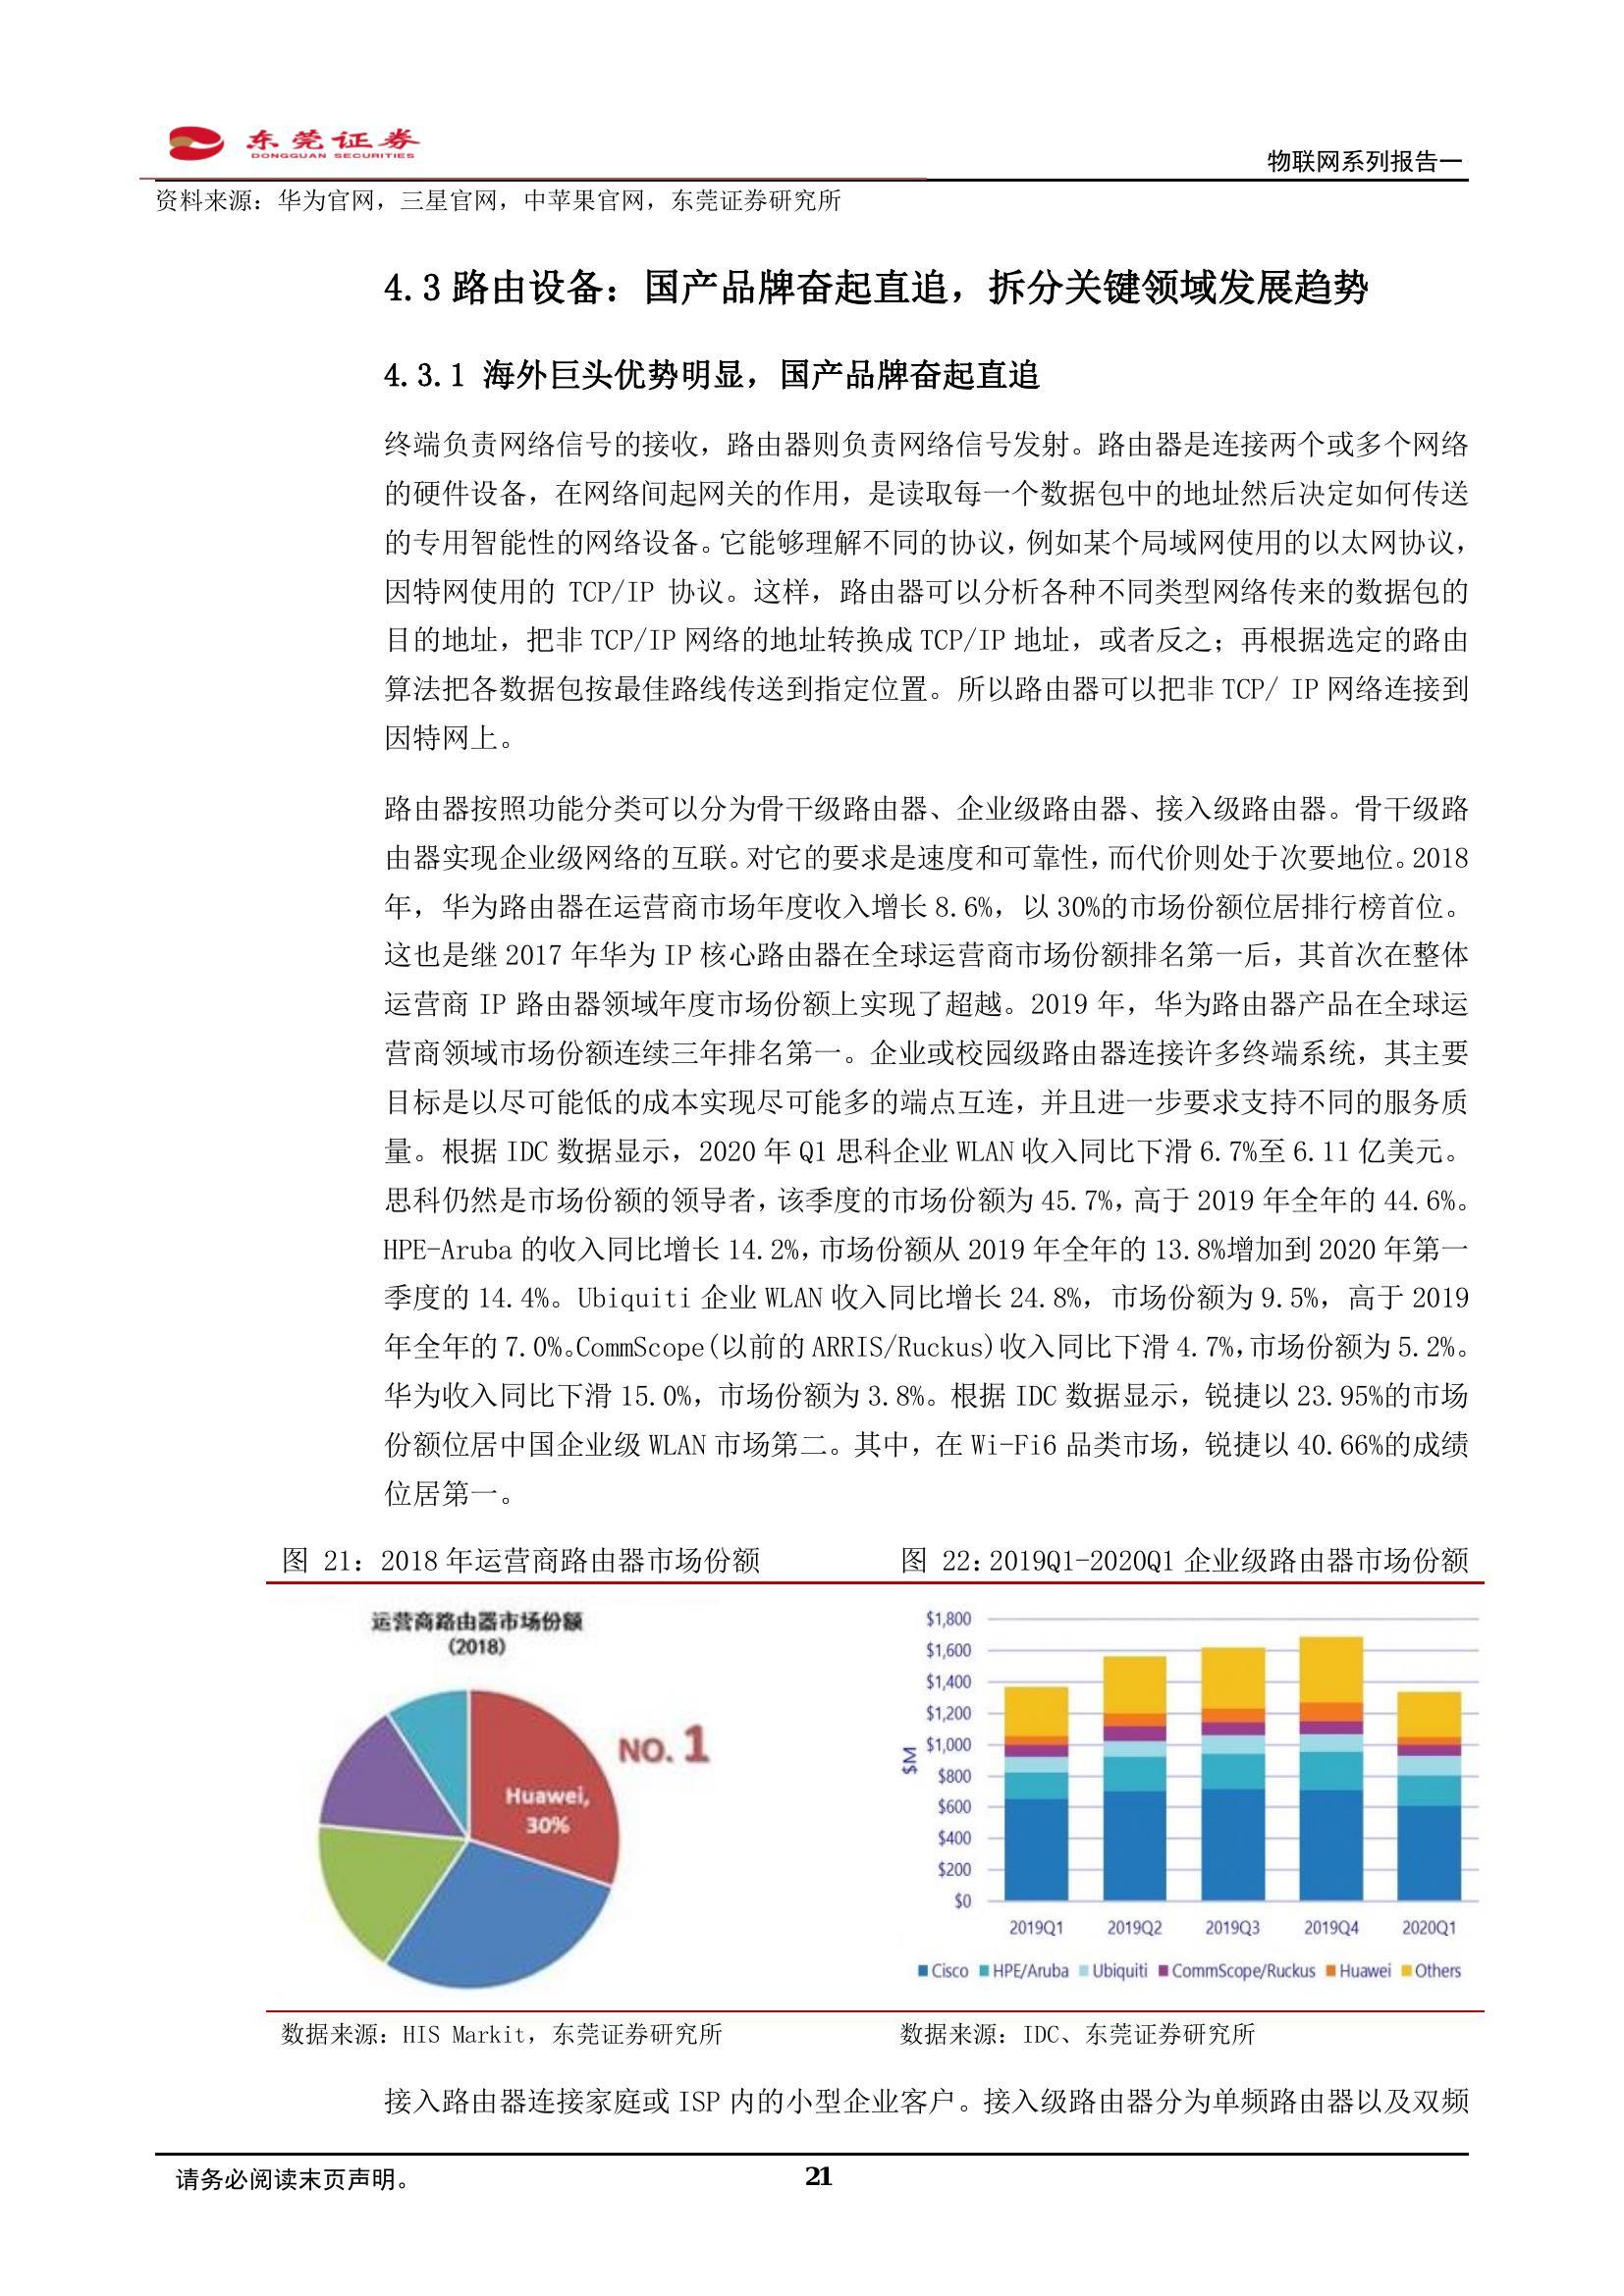 东莞证券
DONGGUAN SECURITIES
物联网系列报告一
资料来源：华为官网，三星官网，中苹果官网，东莞证券研究所
4.3 路由设备：国产品牌奋起直追，拆分关键领域发展趋势
4.3.1 海外巨头优势明显，国产品牌奋起直追
终端负责网络信号的接收，路由器则负责网络信号发射。路由器是连接两个或多个网络
的硬件设备，在网络间起网关的作用，是读取每一个数据包中的地址然后决定如何传送
的专用智能性的网络设备。它能够理解不同的协议，例如某个局域网使用的以太网协议，
因特网使用的 TCP/IP 协议。这样，路由器可以分析各种不同类型网络传来的数据包的
目的地址，把非 TCP/IP 网络的地址转换成 TCP/IP 地址，或者反之；再根据选定的路由
算法把各数据包按最佳路线传送到指定位置。所以路由器可以把非 TCP/ IP 网络连接到
因特网上。
路由器按照功能分类可以分为骨干级路由器、企业级路由器、接入级路由器。骨干级路
由器实现企业级网络的互联。对它的要求是速度和可靠性，而代价则处于次要地位。2018
年，华为路由器在运营商市场年度收入增长 8.6%，以 30%的市场份额位居排行榜首位。
这也是继 2017 年华为 IP 核心路由器在全球运营商市场份额排名第一后，其首次在整体
运营商 IP 路由器领域年度市场份额上实现了超越。2019 年，华为路由器产品在全球运
营商领域市场份额连续三年排名第一。企业或校园级路由器连接许多终端系统，其主要
目标是以尽可能低的成本实现尽可能多的端点互连，并且进一步要求支持不同的服务质
量。根据 IDC 数据显示，2020 年 Q1 思科企业 WLAN 收入同比下滑 6.7%至 6.11 亿美元。
思科仍然是市场份额的领导者，该季度的市场份额为 45.7%，高于 2019 年全年的 44.6%。
HPE-Aruba 的收入同比增长 14.2%，市场份额从 2019 年全年的 13.8%增加到 2020 年第一
季度的 14.4%。Ubiquiti 企业 WLAN 收入同比增长 24.8%，市场份额为 9.5%，高于 2019
年全年的 7.0%。CommScope(以前的 ARRIS/Ruckus)收入同比下滑 4.7%，市场份额为 5.2%。
华为收入同比下滑 15.0%，市场份额为 3.8%。根据 IDC 数据显示，锐捷以 23.95%的市场
份额位居中国企业级 WLAN 市场第二。其中，在 Wi-Fi6 品类市场，锐捷以 40.66%的成绩
位居第一。
图 21：2018 年运营商路由器市场份额
运营商路由器市场份额
(2018)
NO. 1
Huawei,
30%
数据来源：HIS Markit，东莞证券研究所
图 22：2019Q1-2020Q1 企业级路由器市场份额
$1,800
$1,600
$1,400
$1,200
$1,000
$800
$600
$400
$200
$0
$M
2019Q1 2019Q2 2019Q3 2019Q4 2020Q1
Cisco HPE/Aruba Ubiquiti CommScope/Ruckus Huawei Others
数据来源：IDC、东莞证券研究所
接入路由器连接家庭或 ISP 内的小型企业客户。接入级路由器分为单频路由器以及双频
请务必阅读末页声明。
21